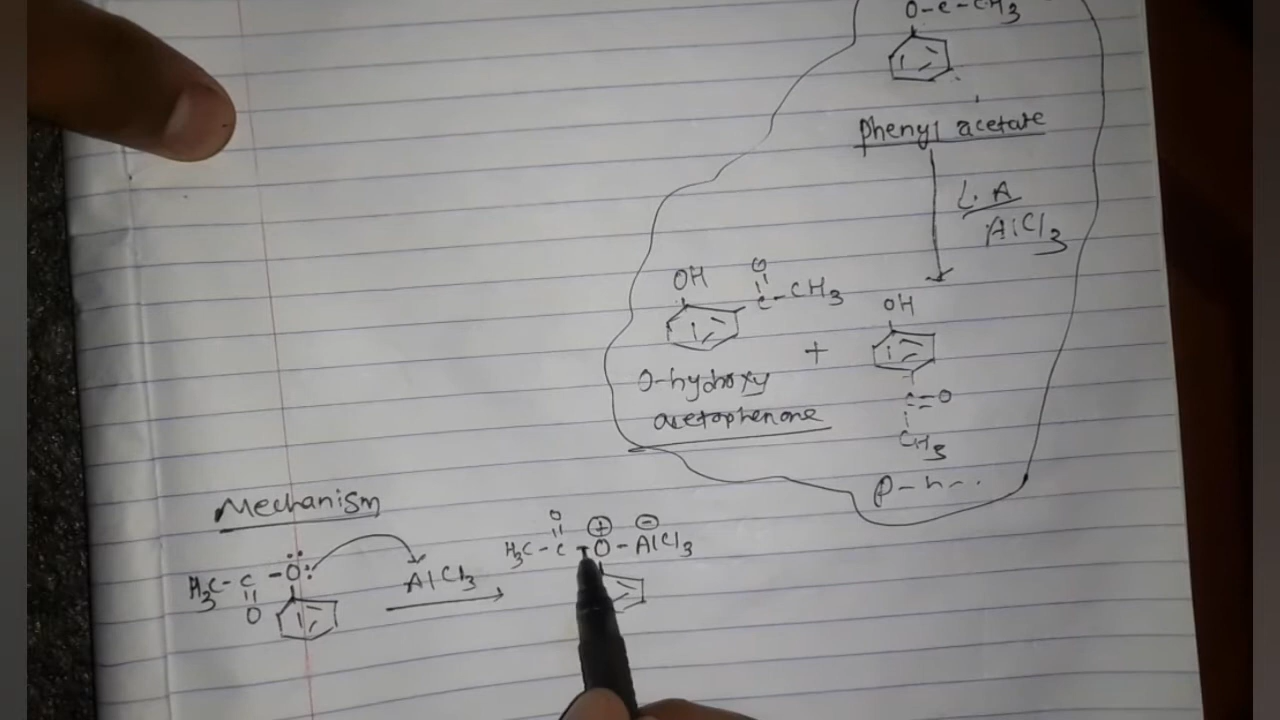 O-C-CH3
Phenyl acetate
L.A
AlCl3
OH
O
C-CH3
OH
+
O-hydroxy
acetophenone
C=O
CH3
p-h-..
Mechanism
H3C-C-O:
O
AlCl3
O
H3C-C-O-AlCl3
⊕ ⊖